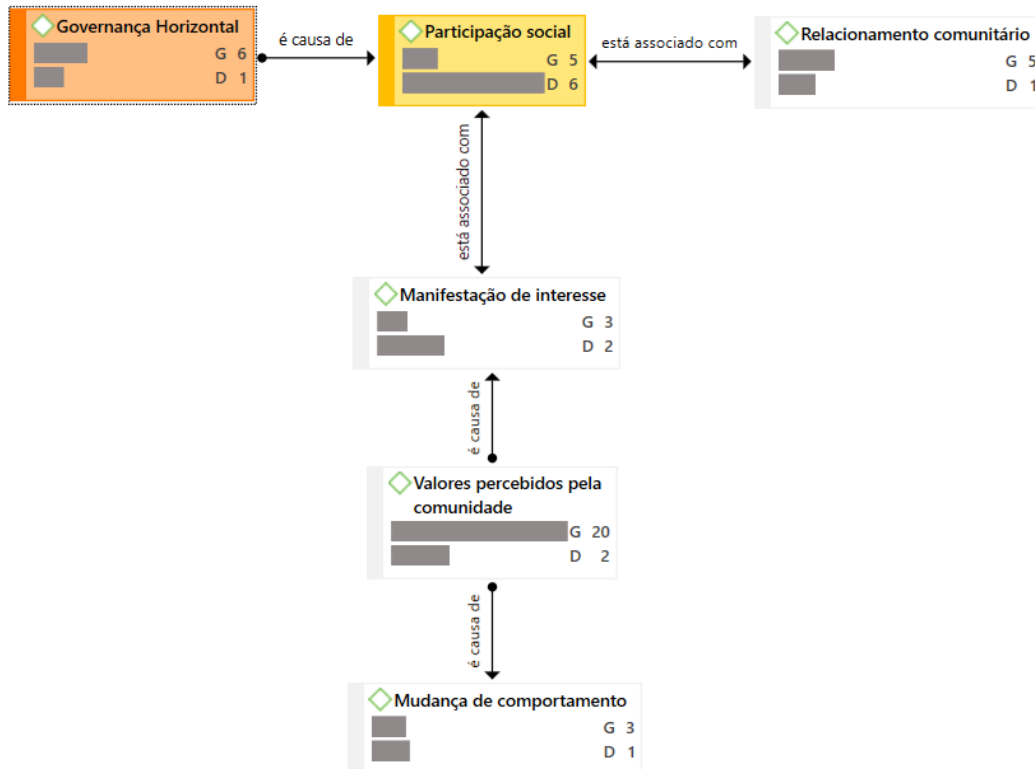 Governança Horizontal
G 6
D 1
é causa de
Participação social
G 5
D 6
está associado com
Relacionamento comunitário
G 5
D 1
está associado com
Manifestação de interesse
G 3
D 2
é causa de
Valores percebidos pela
comunidade
G 20
D 2
é causa de
Mudança de comportamento
G 3
D 1